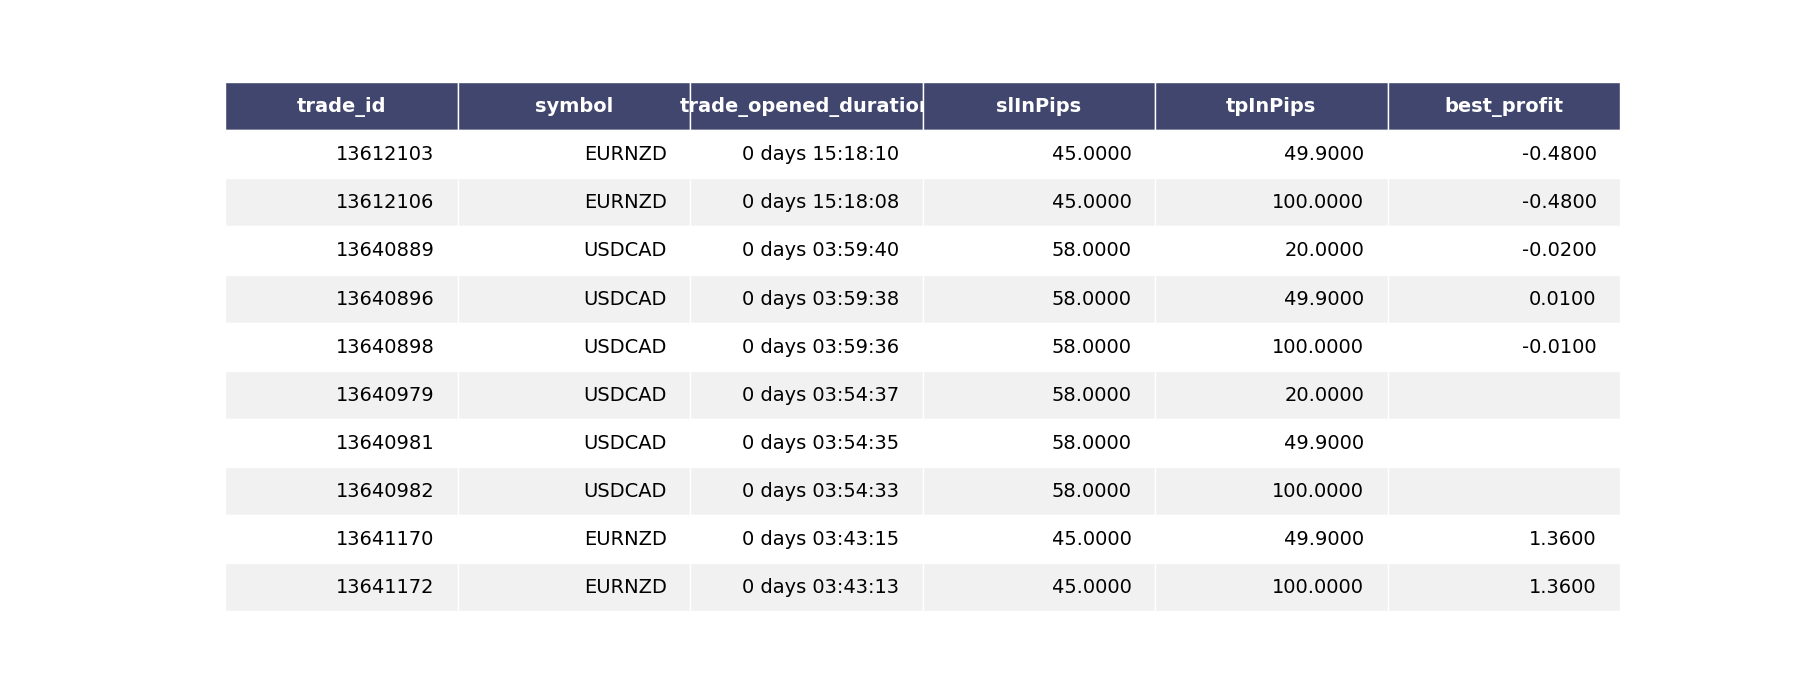 trade_id symbol trade_opened_duration slInPips tpInPips best_profit
13612103 EURNZD 0 days 15:18:10 45.0000 49.9000 -0.4800
13612106 EURNZD 0 days 15:18:08 45.0000 100.0000 -0.4800
13640889 USDCAD 0 days 03:59:40 58.0000 20.0000 -0.0200
13640896 USDCAD 0 days 03:59:38 58.0000 49.9000 0.0100
13640898 USDCAD 0 days 03:59:36 58.0000 100.0000 -0.0100
13640979 USDCAD 0 days 03:54:37 58.0000 20.0000
13640981 USDCAD 0 days 03:54:35 58.0000 49.9000
13640982 USDCAD 0 days 03:54:33 58.0000 100.0000
13641170 EURNZD 0 days 03:43:15 45.0000 49.9000 1.3600
13641172 EURNZD 0 days 03:43:13 45.0000 100.0000 1.3600